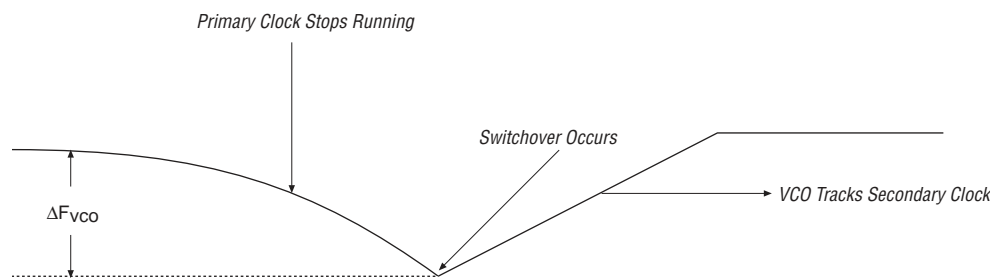 Primary Clock Stops Running
Switchover Occurs
VCO Tracks Secondary Clock
ΔFVCO